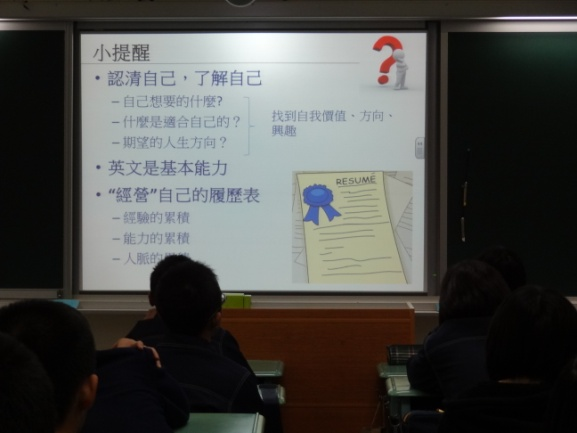 小提醒
• 認清自己，了解自己
– 自己想要的什麼?
– 什麼是適合自己的？
– 期望的人生方向？
找到自我價值、方向、
興趣
• 英文是基本能力
• “經營”自己的履歷表
– 經驗的累積
– 能力的累積
– 人脈的
RESUMÉ